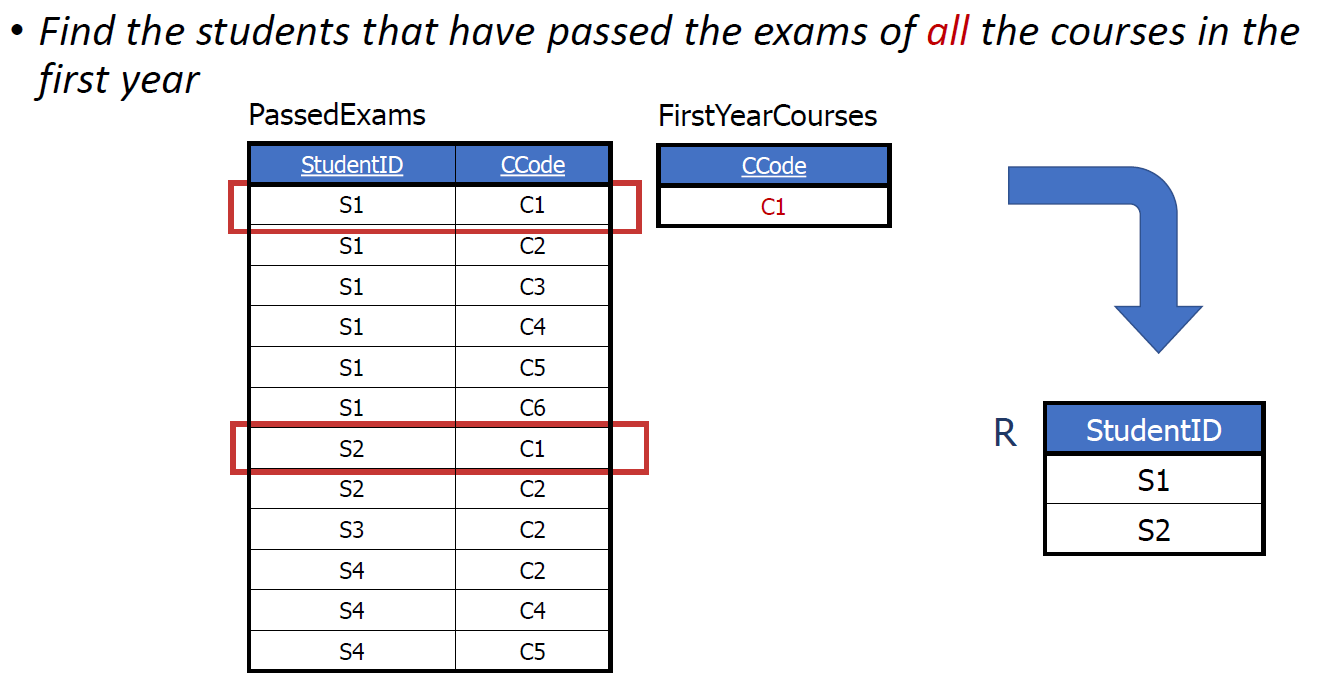 • Find the students that have passed the exams of all the courses in the
first year
PassedExams
StudentID CCode
S1 C1
S1 C2
S1 C3
S1 C4
S1 C5
S1 C6
S2 C1
S2 C2
S3 C2
S4 C2
S4 C4
S4 C5
FirstYearCourses
CCode
C1
R
StudentID
S1
S2